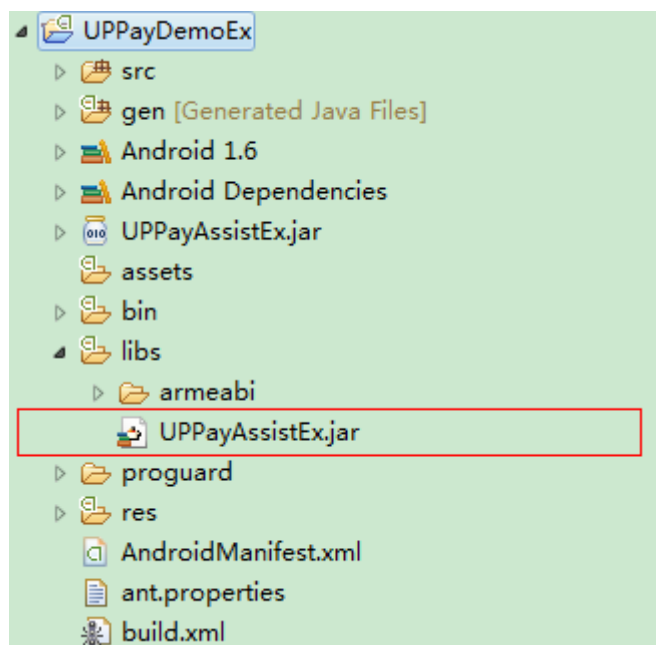 UPPayDemoEx
src
gen [Generated Java Files]
Android 1.6
Android Dependencies
UPPayAssistEx.jar
assets
bin
libs
armeabi
UPPayAssistEx.jar
proguard
res
AndroidManifest.xml
ant.properties
build.xml